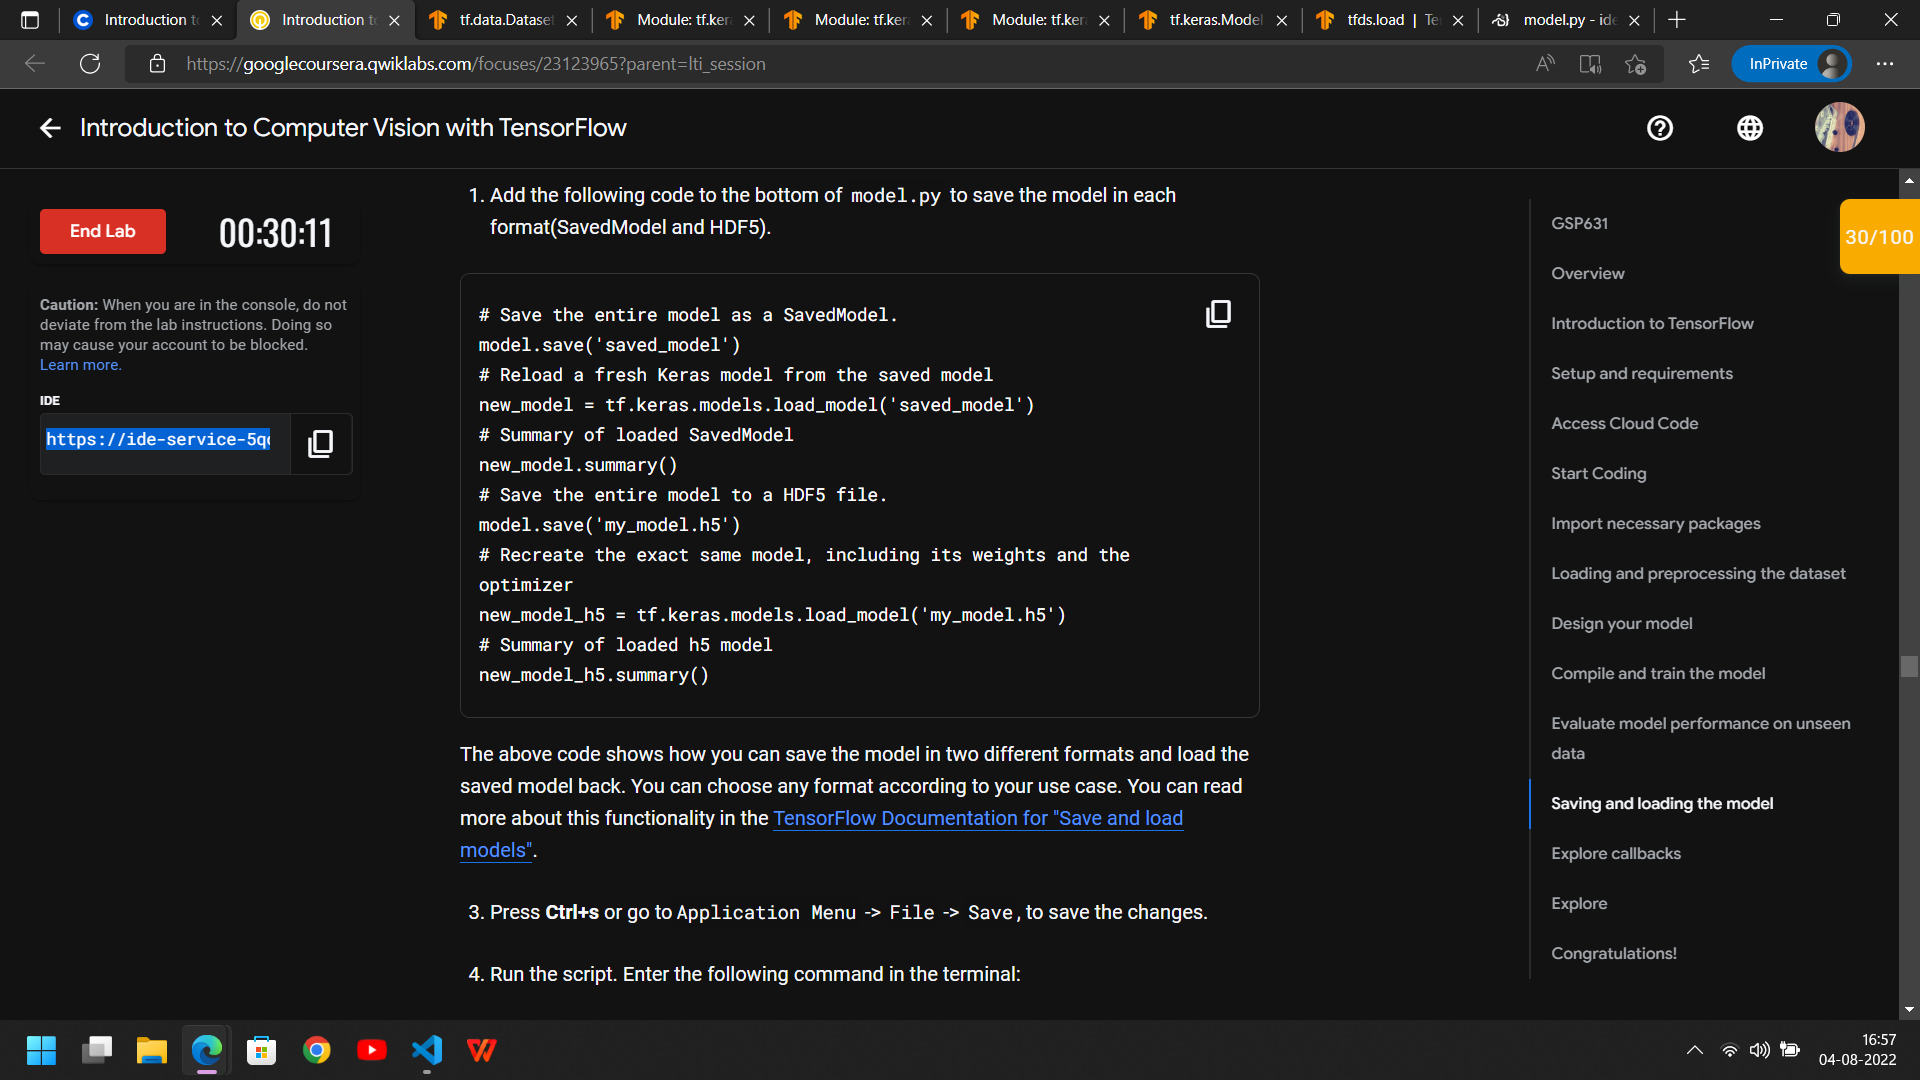 Introduction to
Introduction to
tf.data.Dataset
Module: tf.ker
Module: tf.ker
Module: tf.ker
tf.keras.Model
tfds.load | Te
model.py - ide
https://googlecoursera.qwiklabs.com/focuses/23123965?parent=lti_session
InPrivate
Introduction to Computer Vision with TensorFlow
End Lab
00:30:11
Caution: When you are in the console, do not
deviate from the lab instructions. Doing so
may cause your account to be blocked.
Learn more.
IDE
https://ide-service-5q
1. Add the following code to the bottom of model.py to save the model in each
format(SavedModel and HDF5).
# Save the entire model as a SavedModel.
model.save('saved_model')
# Reload a fresh Keras model from the saved model
new_model = tf.keras.models.load_model('saved_model')
# Summary of loaded SavedModel
new_model.summary()
# Save the entire model to a HDF5 file.
model.save('my_model.h5')
# Recreate the exact same model, including its weights and the
optimizer
new_model_h5 = tf.keras.models.load_model('my_model.h5')
# Summary of loaded h5 model
new_model_h5.summary()
The above code shows how you can save the model in two different formats and load the
saved model back. You can choose any format according to your use case. You can read
more about this functionality in the TensorFlow Documentation for "Save and load
models".
3. Press Ctrl+s or go to Application Menu -> File -> Save, to save the changes.
4. Run the script. Enter the following command in the terminal:
GSP631
Overview
Introduction to TensorFlow
Setup and requirements
Access Cloud Code
Start Coding
Import necessary packages
Loading and preprocessing the dataset
Design your model
Compile and train the model
Evaluate model performance on unseen
data
Saving and loading the model
Explore callbacks
Explore
Congratulations!
30/100
16:57
04-08-2022